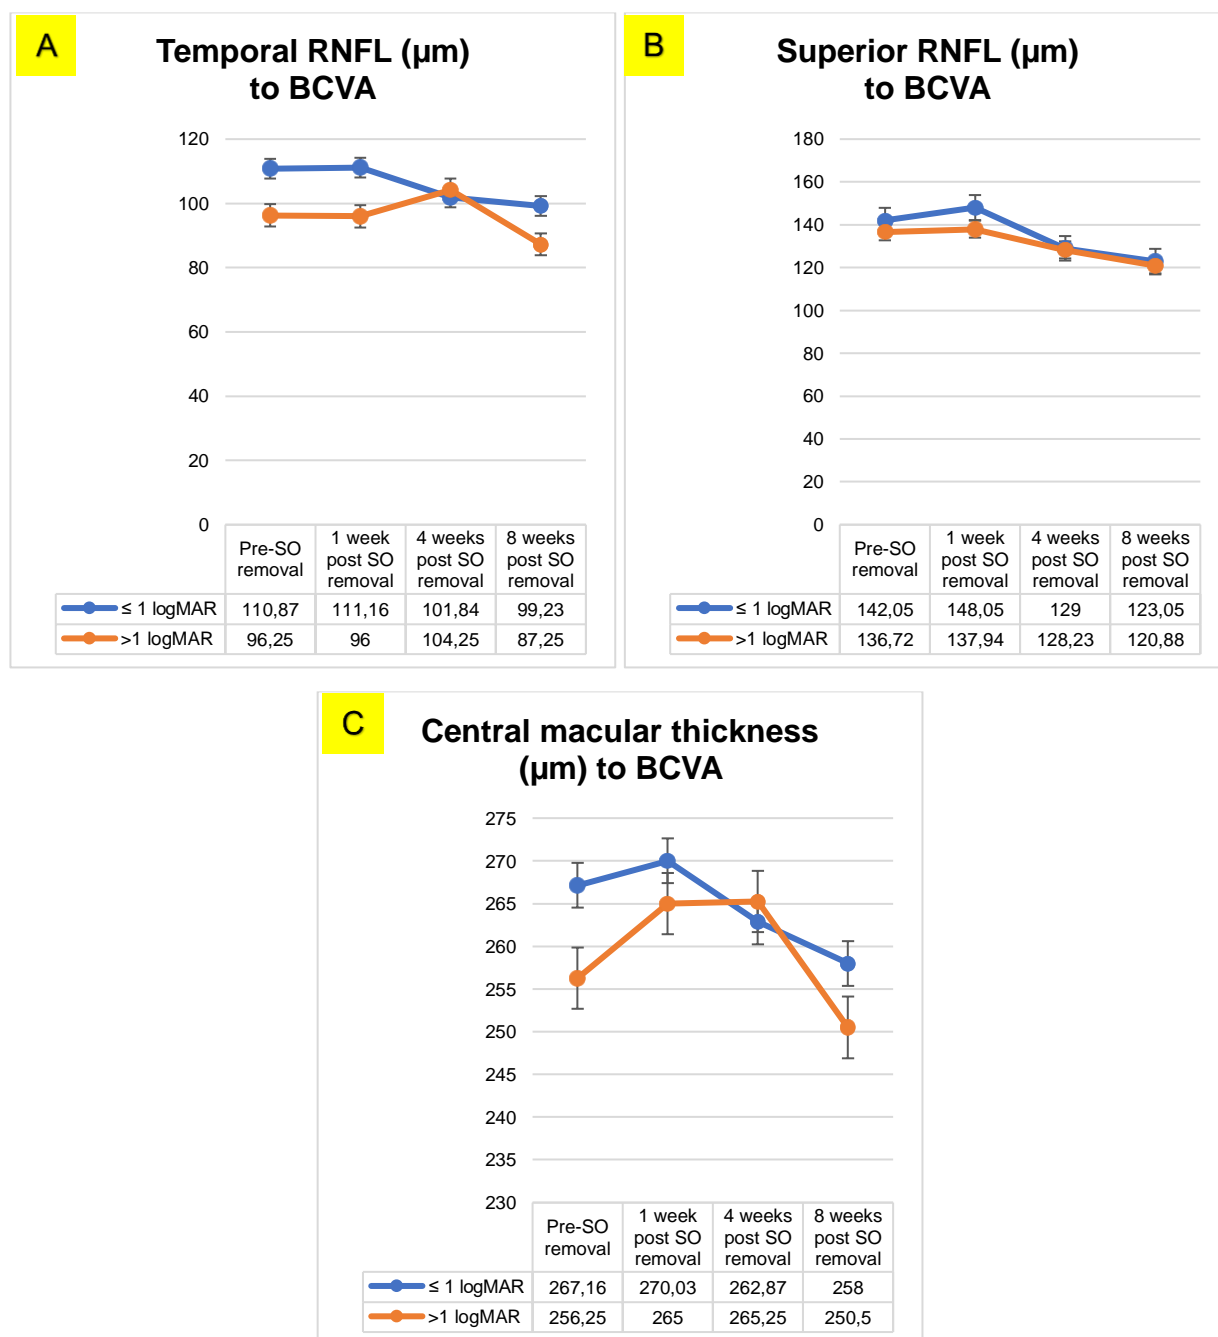 A
Temporal RNFL (µm)
to BCVA
120
100
80
60
40
20
0
Pre-SO removal | 1 week post SO removal | 4 weeks post SO removal | 8 weeks post SO removal
≤ 1 logMAR | 110,87 | 111,16 | 101,84 | 99,23
>1 logMAR | 96,25 | 96 | 104,25 | 87,25
B
Superior RNFL (µm)
to BCVA
180
160
140
120
100
80
60
40
20
0
Pre-SO removal | 1 week post SO removal | 4 weeks post SO removal | 8 weeks post SO removal
≤ 1 logMAR | 142,05 | 148,05 | 129 | 123,05
>1 logMAR | 136,72 | 137,94 | 128,23 | 120,88
C
Central macular thickness
(µm) to BCVA
275
270
265
260
255
250
245
240
235
230
Pre-SO removal | 1 week post SO removal | 4 weeks post SO removal | 8 weeks post SO removal
≤ 1 logMAR | 267,16 | 270,03 | 262,87 | 258
>1 logMAR | 256,25 | 265 | 265,25 | 250,5